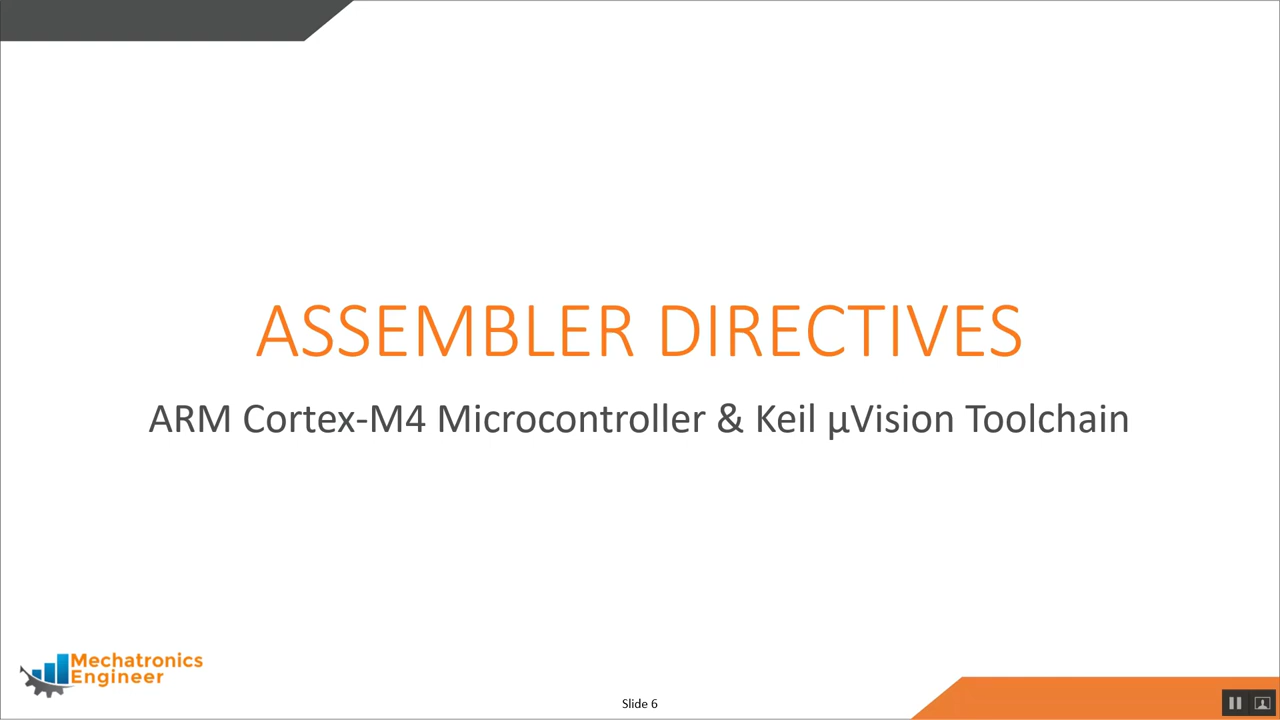 ASSEMBLER DIRECTIVES
ARM Cortex-M4 Microcontroller & Keil µVision Toolchain
Mechatronics
Engineer
Slide 6